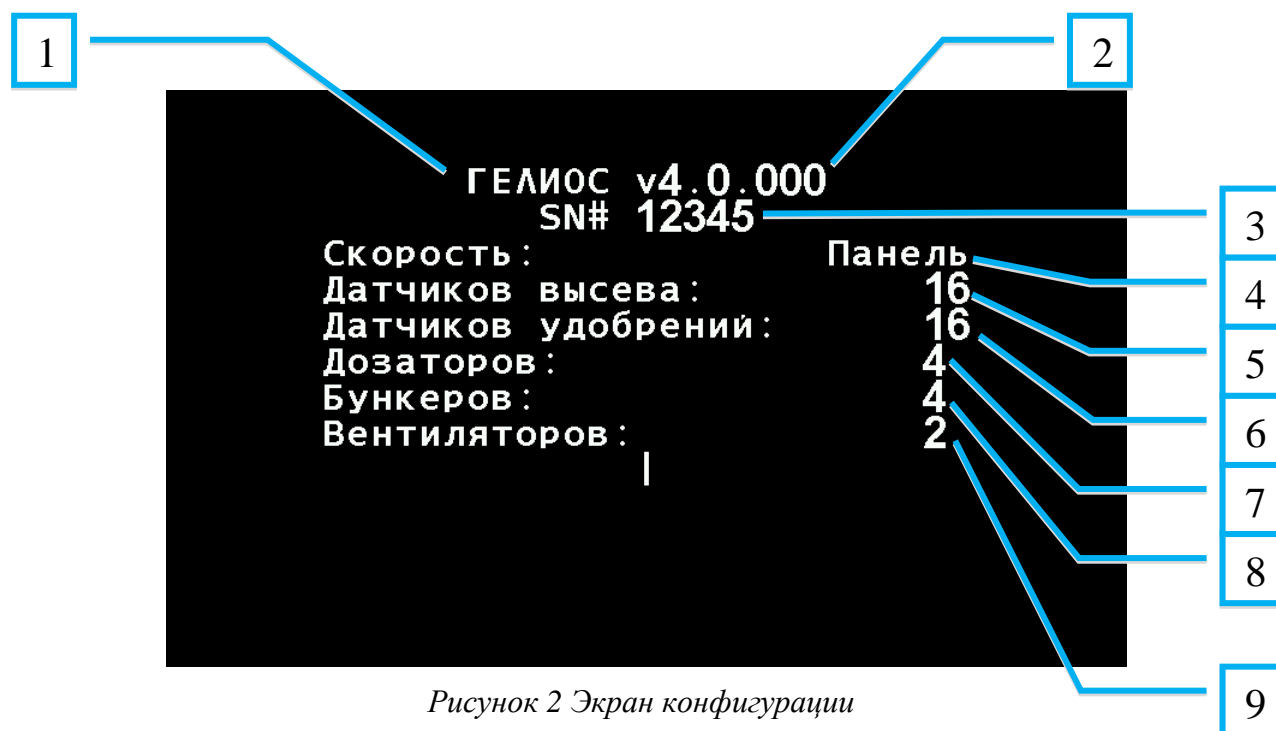 1
2
ГЕЛИОС v4.0.000
SN# 12345
3
Скорость: Панель
4
Датчиков высева: 16
5
Датчиков удобрений: 16
6
Дозаторов: 4
7
Бункеров: 4
8
Вентиляторов: 2
9
Рисунок 2 Экран конфигурации